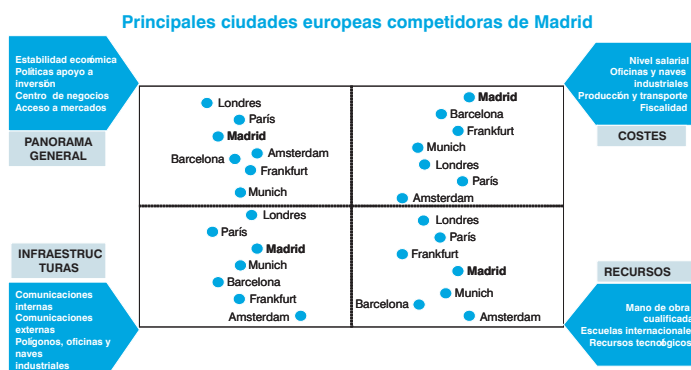 Principales ciudades europeas competidoras de Madrid
Estabilidad económica
Políticas apoyo a
inversión
Centro de negocios
Acceso a mercados
PANORAMA
GENERAL
Londres
París
Madrid
Barcelona
Amsterdam
Frankfurt
Munich
Madrid
Barcelona
Frankfurt
Munich
Londres
París
Amsterdam
Nivel salarial
Oficinas y naves
industriales
Producción y transporte
Fiscalidad
COSTES
INFRAESTRUC
TURAS
Comunicaciones
internas
Comunicaciones
externas
Polígonos, oficinas y
naves
industriales
Londres
París
Madrid
Munich
Barcelona
Frankfurt
Amsterdam
Londres
París
Frankfurt
Madrid
Munich
Barcelona
Amsterdam
RECURSOS
Mano de obra
cualificada
Escuelas internacionales
Recursos tecnológicos